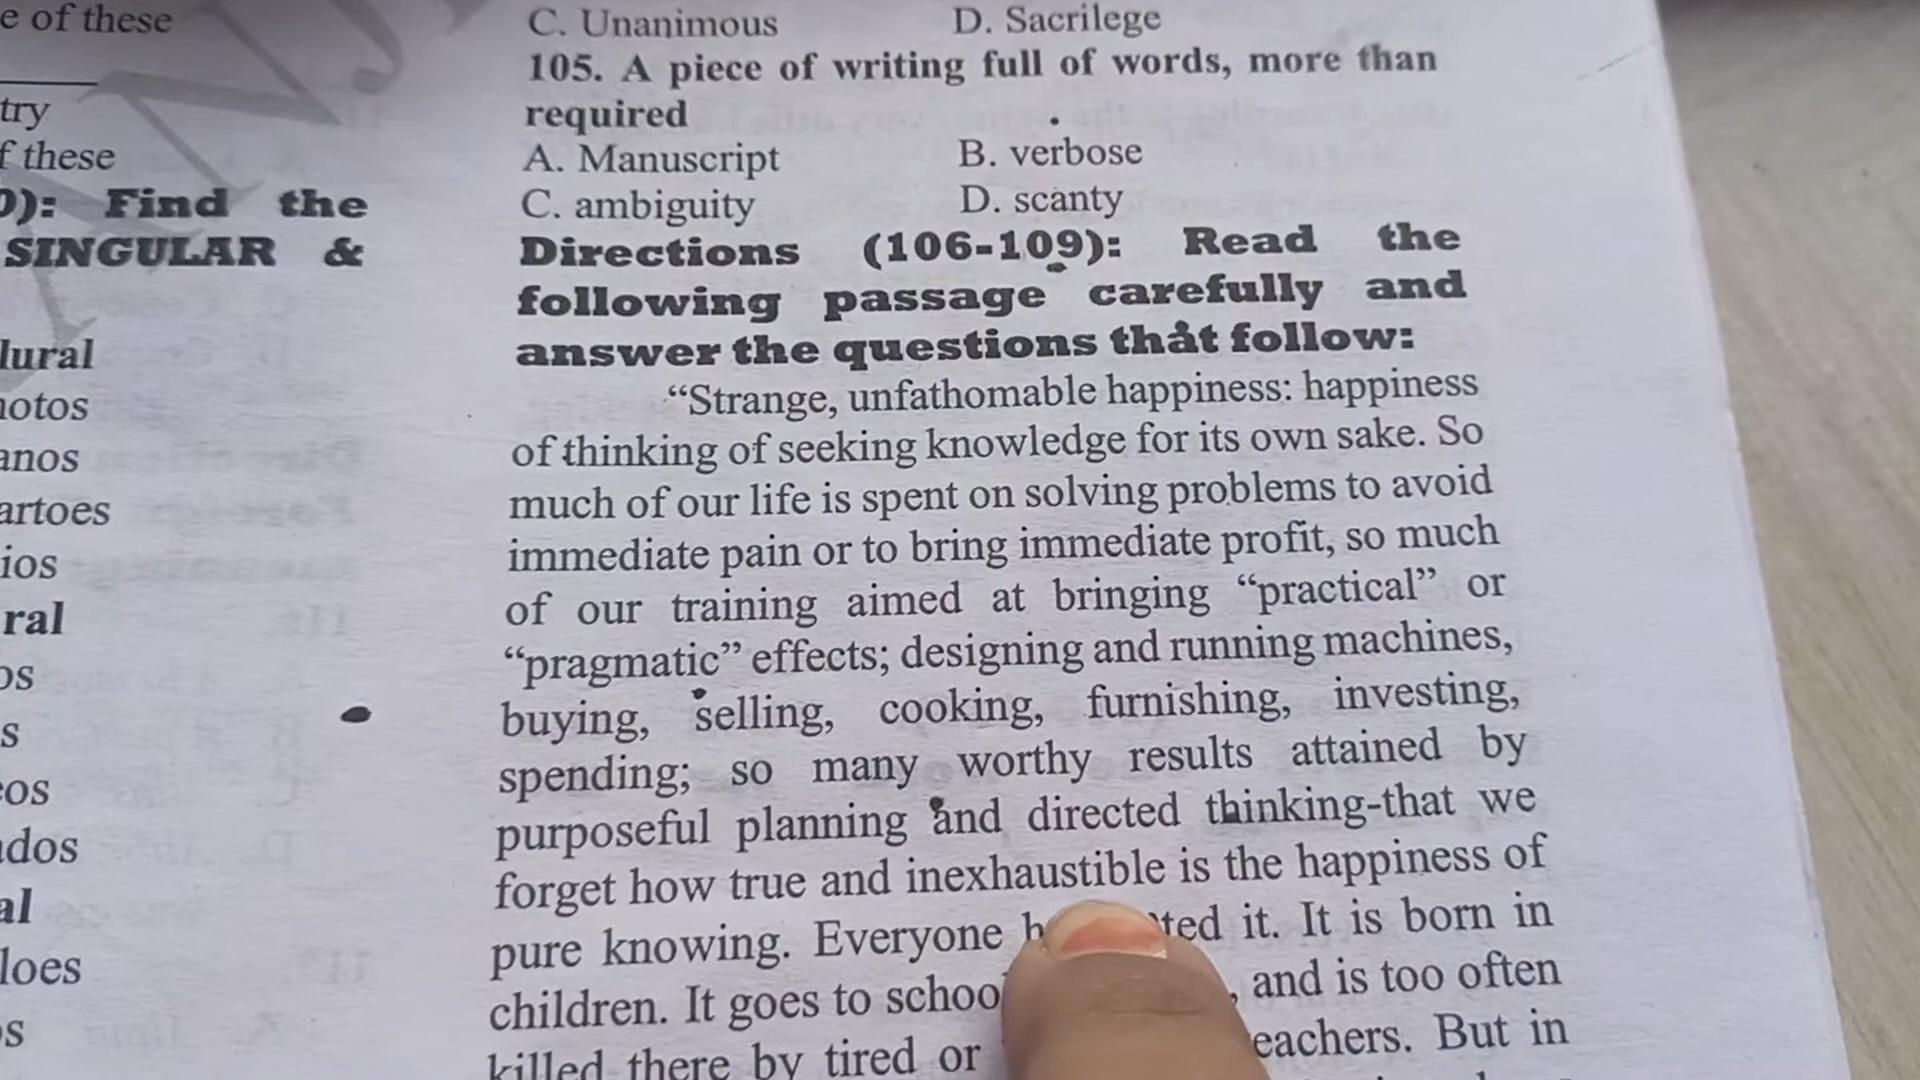 e of these
try
f these
0): Find the
SINGULAR &
lural
hotos
anos
artoes
ios
ral
os
s
eos
ados
al
loes
os
C. Unanimous D. Sacrilege
105. A piece of writing full of words, more than
required
A. Manuscript B. verbose
C. ambiguity D. scanty
Directions (106-109): Read the
following passage carefully and
answer the questions that follow:
“Strange, unfathomable happiness: happiness
of thinking of seeking knowledge for its own sake. So
much of our life is spent on solving problems to avoid
immediate pain or to bring immediate profit, so much
of our training aimed at bringing “practical” or
“pragmatic” effects; designing and running machines,
buying, selling, cooking, furnishing, investing,
spending; so many worthy results attained by
purposeful planning and directed thinking-that we
forget how true and inexhaustible is the happiness of
pure knowing. Everyone it. It is born in
children. It goes to , and is too often
killed there by tired or eachers. But in